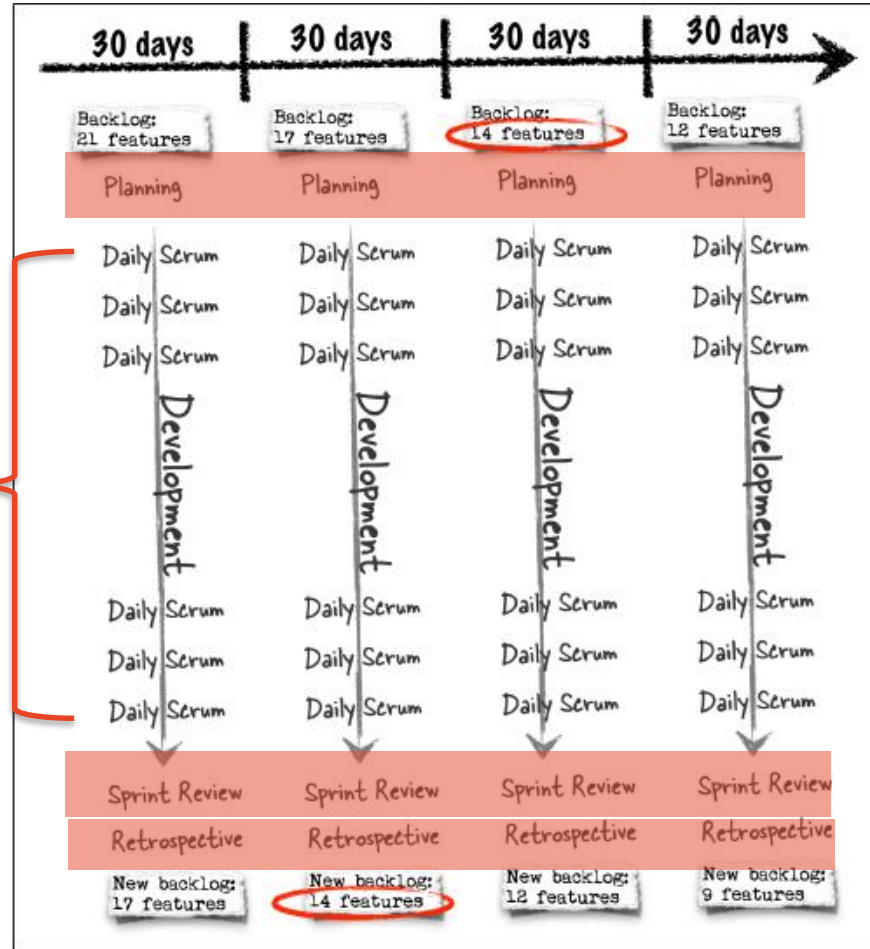 30 days 30 days 30 days 30 days
Backlog: Backlog: Backlog: Backlog:
21 features 17 features 14 features 12 features
Planning Planning Planning Planning
Daily Scrum Daily Scrum Daily Scrum Daily Scrum
Daily Scrum Daily Scrum Daily Scrum Daily Scrum
Daily Scrum Daily Scrum Daily Scrum Daily Scrum
Development Development Development Development
Daily Scrum Daily Scrum Daily Scrum Daily Scrum
Daily Scrum Daily Scrum Daily Scrum Daily Scrum
Daily Scrum Daily Scrum Daily Scrum Daily Scrum
Sprint Review Sprint Review Sprint Review Sprint Review
Retrospective Retrospective Retrospective Retrospective
New backlog: New backlog: New backlog: New backlog:
17 features 14 features 12 features 9 features